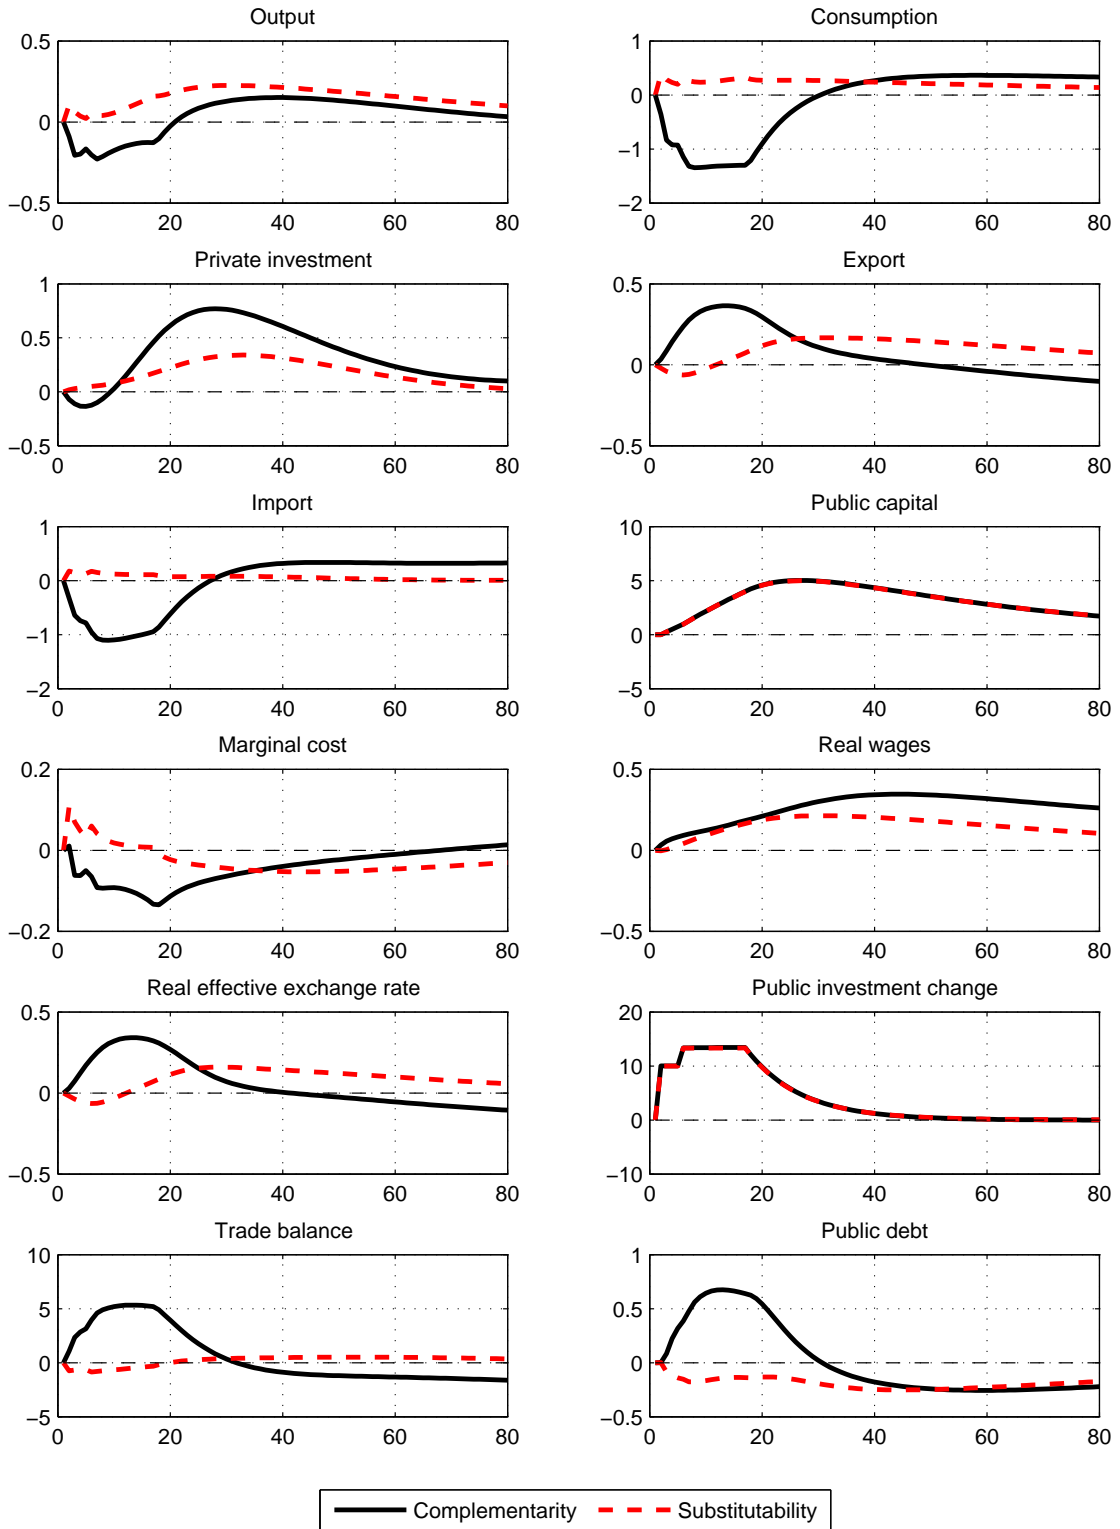 Output
0.5
0
−0.5
0 20 40 60 80
Consumption
1
0
−1
−2
0 20 40 60 80
Private investment
1
0.5
0
−0.5
0 20 40 60 80
Export
0.5
0
−0.5
0 20 40 60 80
Import
1
0
−1
−2
0 20 40 60 80
Public capital
10
5
0
−5
0 20 40 60 80
Marginal cost
0.2
0
−0.2
0 20 40 60 80
Real wages
0.5
0
−0.5
0 20 40 60 80
Real effective exchange rate
0.5
0
−0.5
0 20 40 60 80
Public investment change
20
10
0
−10
0 20 40 60 80
Trade balance
10
5
0
−5
0 20 40 60 80
Public debt
1
0.5
0
−0.5
0 20 40 60 80
Complementarity Substitutability